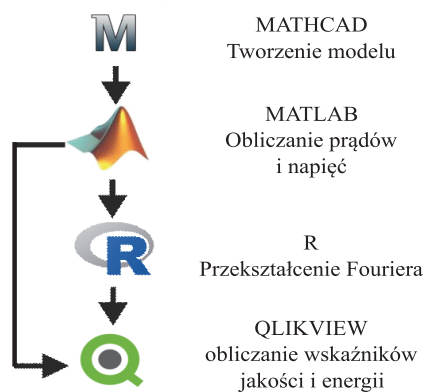 M
MATHCAD
Tworzenie modelu
MATLAB
Obliczanie prądów
i napięć
R
R
Przekształcenie Fouriera
QLIKVIEW
obliczanie wskaźników
jakości i energii